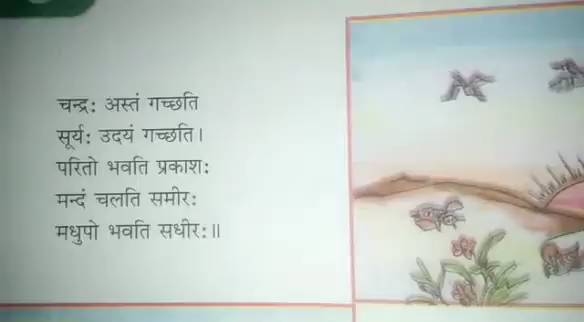 चन्द्रः अस्तं गच्छति
सूर्यः उदयं गच्छति।
परितो भवति प्रकाशः
मन्दं चलति समीरः
मधुपो भवति सधीरः॥